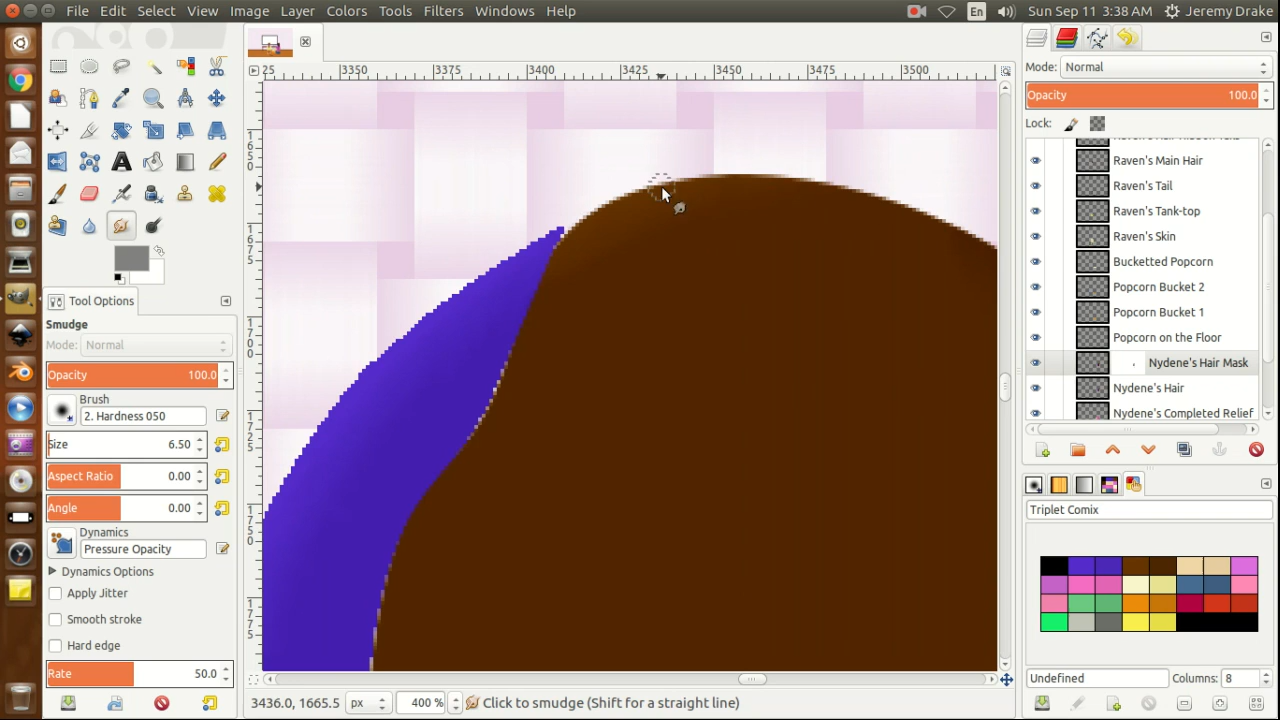 File Edit Select View Image Layer Colors Tools Windows Help
En Sun Sep 11 3:38 AM Jeremy Drake
25 3350 3375 3400 3425 3450 3475 3500
Mode: Normal
Opacity 100.0
Lock:
Raven's Main Hair
Raven's Tail
Raven's Tank-top
Raven's Skin
Bucketted Popcorn
Popcorn Bucket 2
Popcorn Bucket 1
Popcorn on the Floor
Nydene's Hair Mask
Nydene's Hair
Nydene's Completed Relief
1650
1675
1700
1725
1750
1775
Tool Options
Smudge
Mode: Normal
Opacity 100.0
Brush
2. Hardness 050
Size 6.50
Aspect Ratio 0.00
Angle 0.00
Dynamics
Pressure Opacity
Dynamics Options
Apply Jitter
Smooth stroke
Hard edge
Rate 50.0
Triplet Comix
Undefined Columns: 8
3436.0, 1665.5 px 400 % Click to smudge (Shift for a straight line)